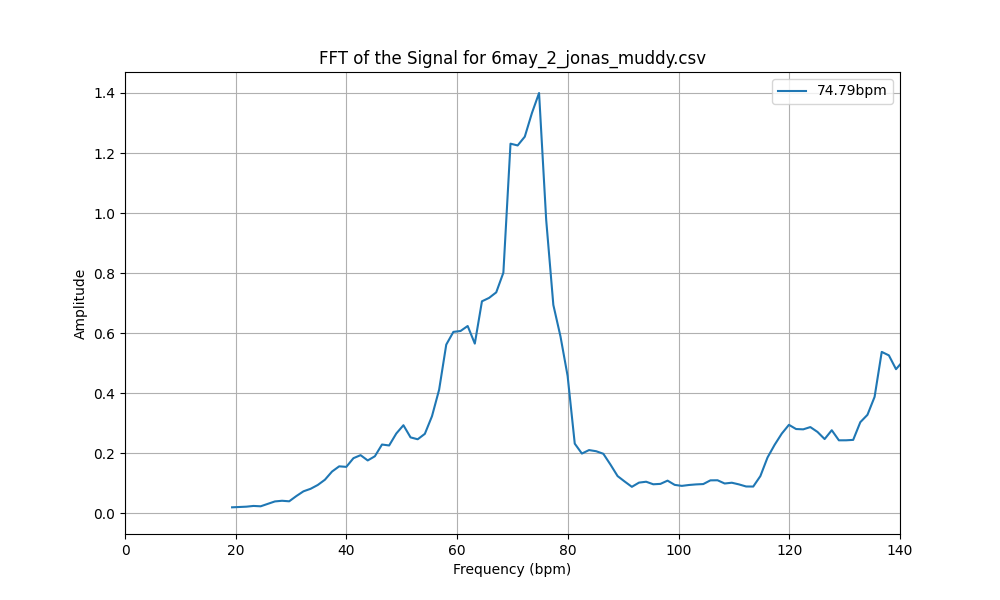 FFT of the Signal for 6may_2_jonas_muddy.csv
74.79bpm
Amplitude
1.4
1.2
1.0
0.8
0.6
0.4
0.2
0.0
0 20 40 60 80 100 120 140
Frequency (bpm)